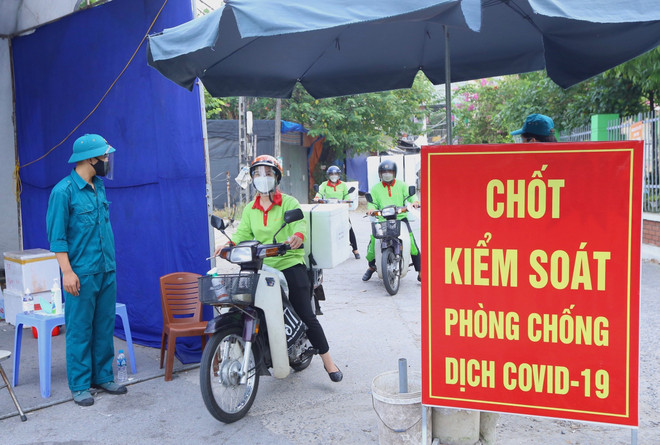 CHỐT
KIỂM SOÁT
PHÒNG CHỐNG
DỊCH COVID-19